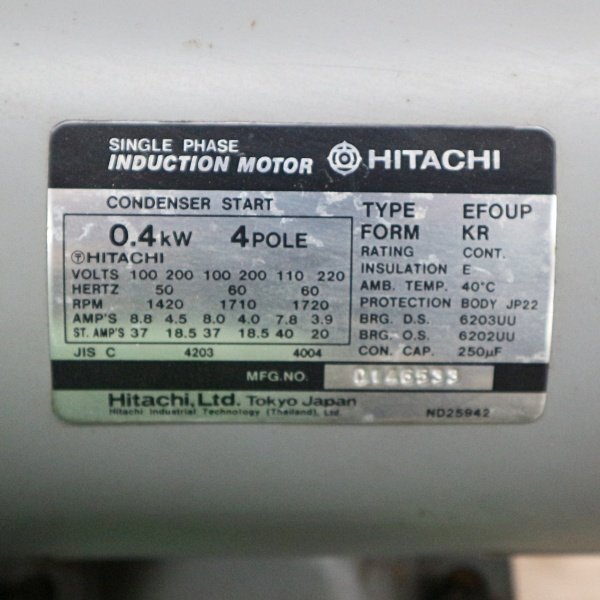 SINGLE PHASE
INDUCTION MOTOR HITACHI
CONDENSER START
0.4kW 4POLE
HITACHI
VOLTS 100 200 100 200 110 220
HERTZ 50 60 60
RPM 1420 1710 1720
AMP'S 8.8 4.5 8.0 4.0 7.8 3.9
ST. AMP'S 37 18.5 37 18.5 40 20
JIS C 4203 4004
TYPE EFOUP
FORM KR
RATING CONT.
INSULATION E
AMB. TEMP. 40°C
PROTECTION BODY JP22
BRG. D.S. 6203UU
BRG. O.S. 6202UU
CON. CAP. 250µF
MFG.NO. 0146533
Hitachi, Ltd. Tokyo Japan
Hitachi Industrial Technology (Thailand), Ltd. ND25942